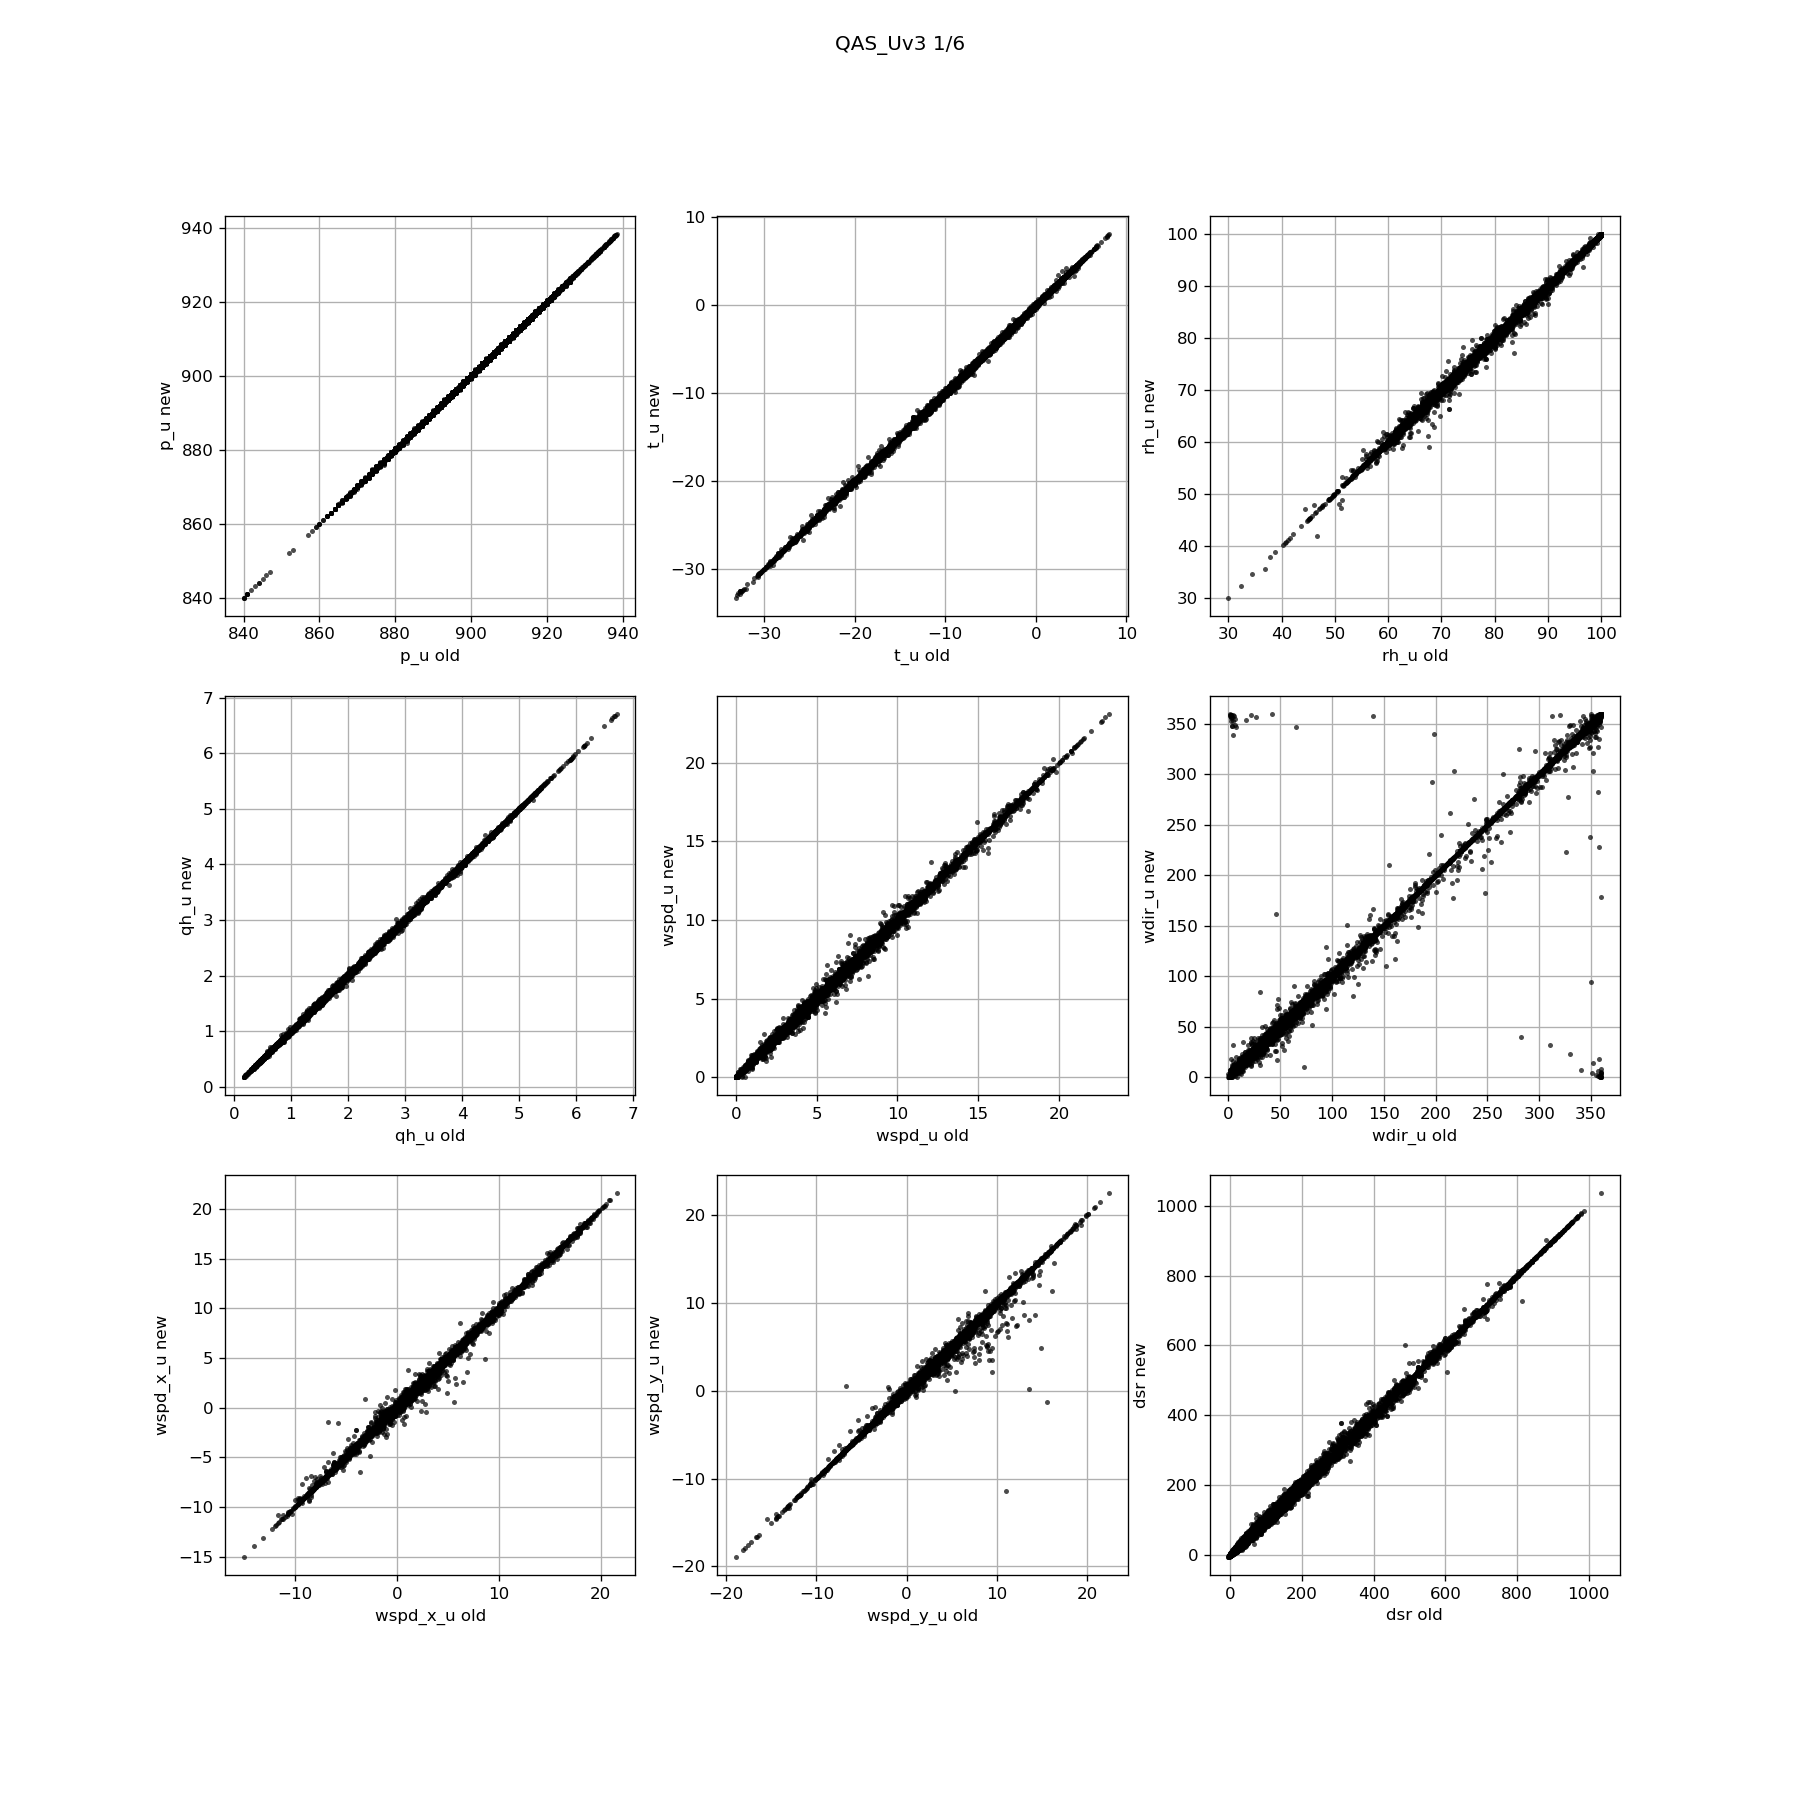 QAS_Uv3 1/6
940
920
900
880
860
840
p_u new
840 860 880 900 920 940
p_u old
10
0
−10
−20
−30
t_u new
−30 −20 −10 0 10
t_u old
100
90
80
70
60
50
40
30
rh_u new
30 40 50 60 70 80 90 100
rh_u old
7
6
5
4
3
2
1
0
qh_u new
0 1 2 3 4 5 6 7
qh_u old
20
15
10
5
0
wspd_u new
0 5 10 15 20
wspd_u old
350
300
250
200
150
100
50
0
wdir_u new
0 50 100 150 200 250 300 350
wdir_u old
20
15
10
5
0
−5
−10
−15
wspd_x_u new
−10 0 10 20
wspd_x_u old
20
10
0
−10
−20
wspd_y_u new
−20 −10 0 10 20
wspd_y_u old
1000
800
600
400
200
0
dsr new
0 200 400 600 800 1000
dsr old